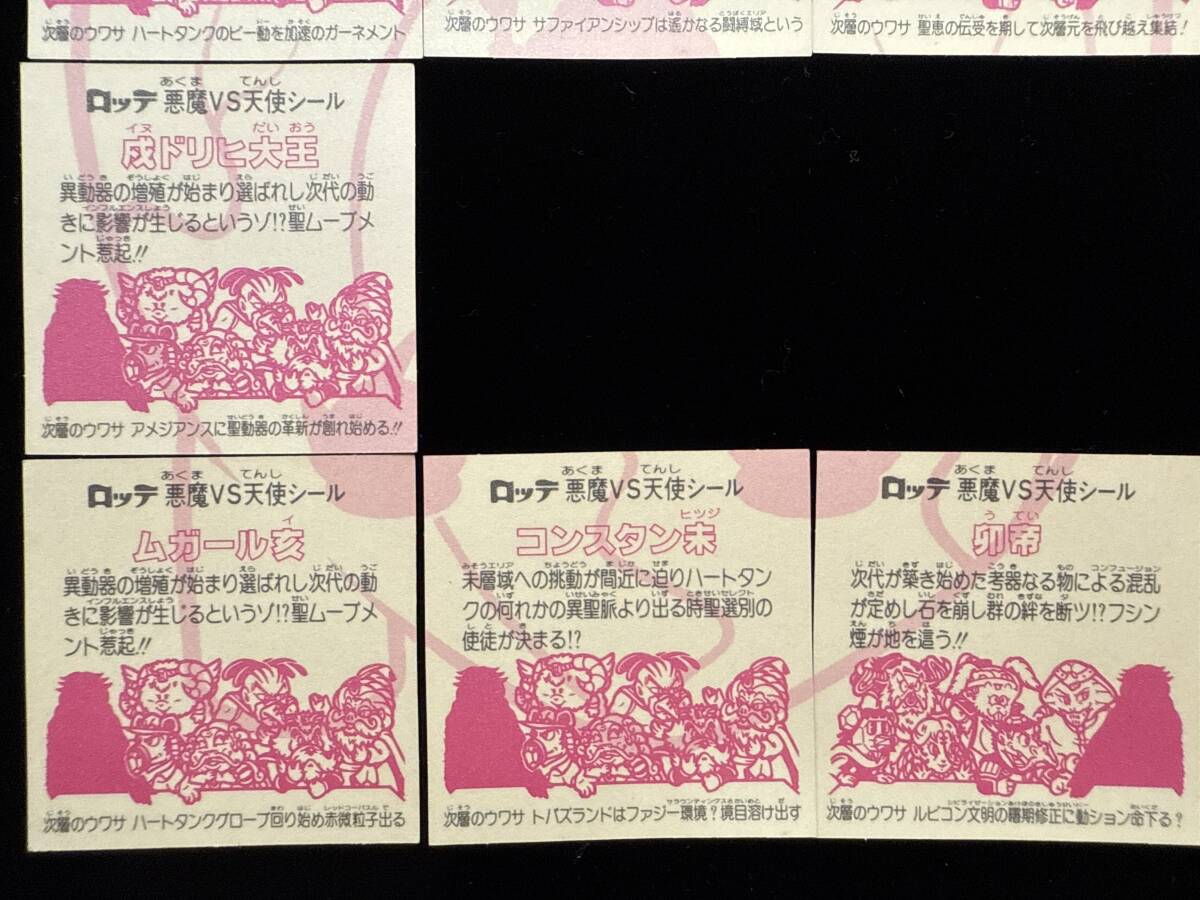 次層のウワサ ハートタンクのビー動を加速のガーネメント
次層のウワサ サファイアンシップは遙かなる闘縛域という
次層のウワサ 聖恵の伝受を期して次層元を飛び越え集結!
ロッテ 悪魔VS天使シール
戌ドリヒ大王
異動器の増殖が始まり選ばれし次代の動
きに影響が生じるというゾ!?聖ムーブメ
ント惹起!!
次層のウワサ アメジアンスに聖動器の革新が創れ始める!!
ロッテ 悪魔VS天使シール
ムガール亥
異動器の増殖が始まり選ばれし次代の動
きに影響が生じるというゾ!?聖ムーブメ
ント惹起!!
次層のウワサ ハートタンクグローブ回り始め赤微粒子出る
ロッテ 悪魔VS天使シール
コンスタン未
未層域への挑動が間近に迫りハートタン
クの何れかの異聖脈より出る時聖選別の
使徒が決まる!?
次層のウワサ トパズランドはファジー環境?境目溶け出す
ロッテ 悪魔VS天使シール
卯帝
次代が築き始めた考器なる物による混乱
が定めし石を崩し群の絆を断ツ!?フシン
煙が地を這う!!
次層のウワサ ルビコン文明の曙期修正に動ション命下る?